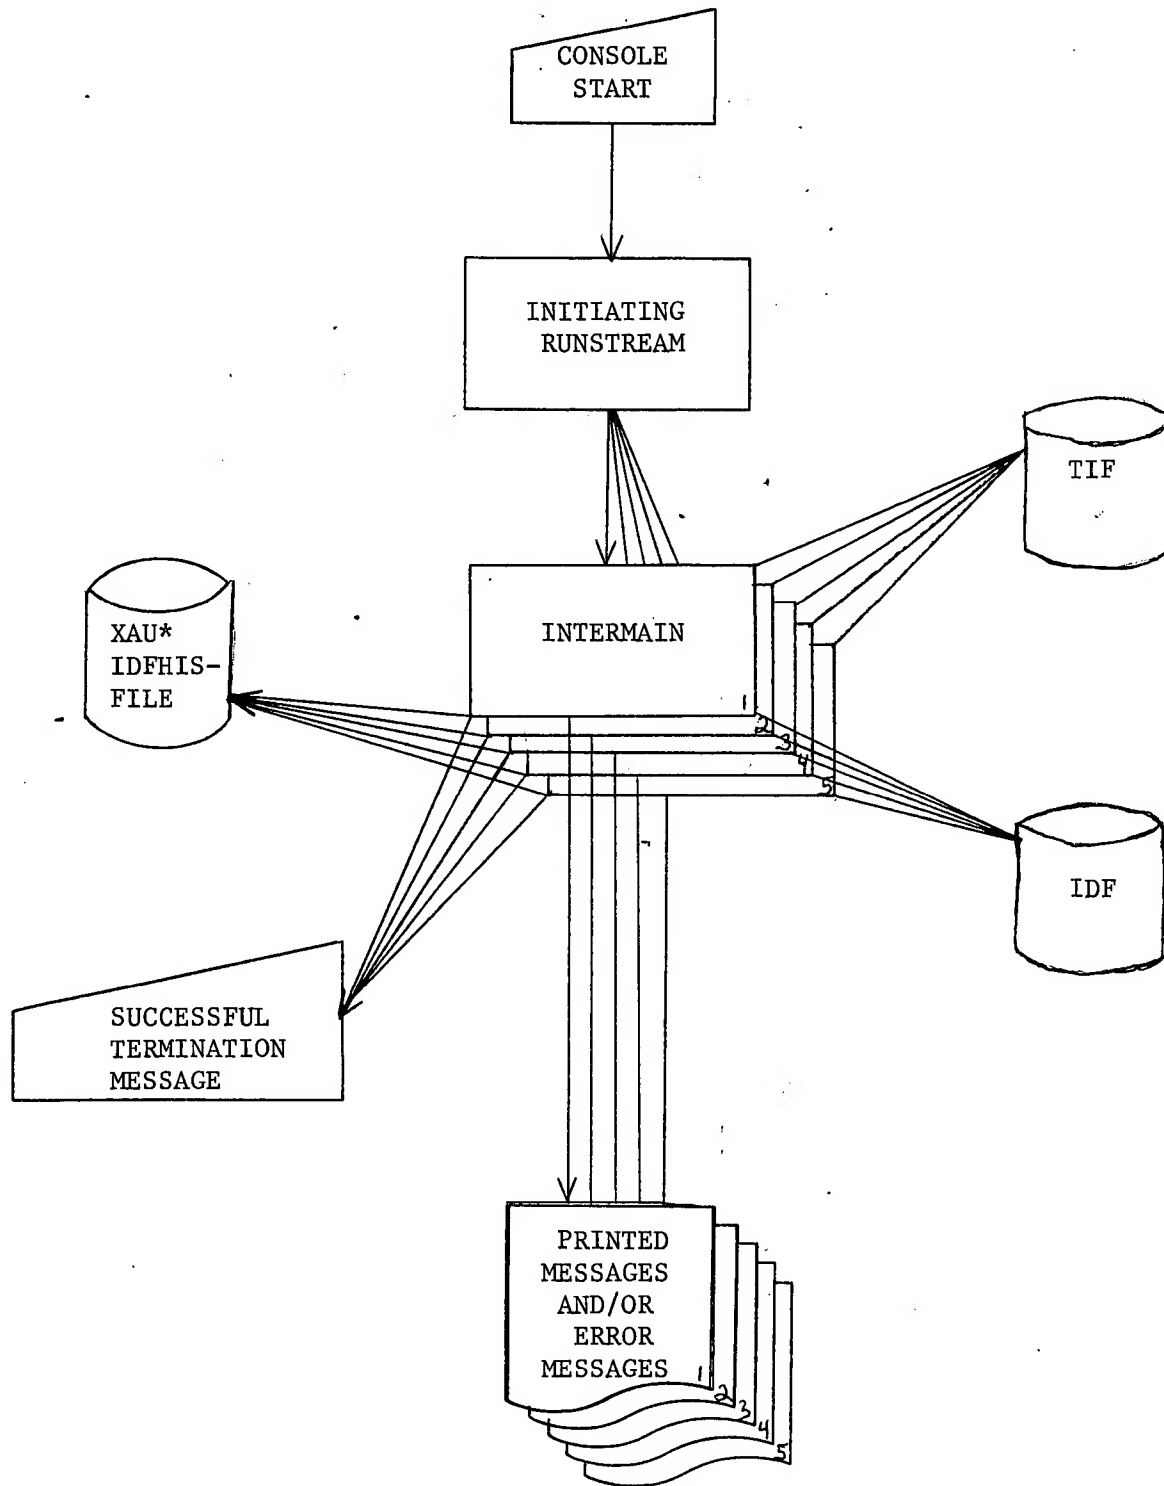 CONSOLE
START
INITIATING
RUNSTREAM
TIF
XAU*
IDFHIS-
FILE
INTERMAIN
1
2
3
4
5
IDF
SUCCESSFUL
TERMINATION
MESSAGE
PRINTED
MESSAGES
AND/OR
ERROR
MESSAGES
1
2
3
4
5